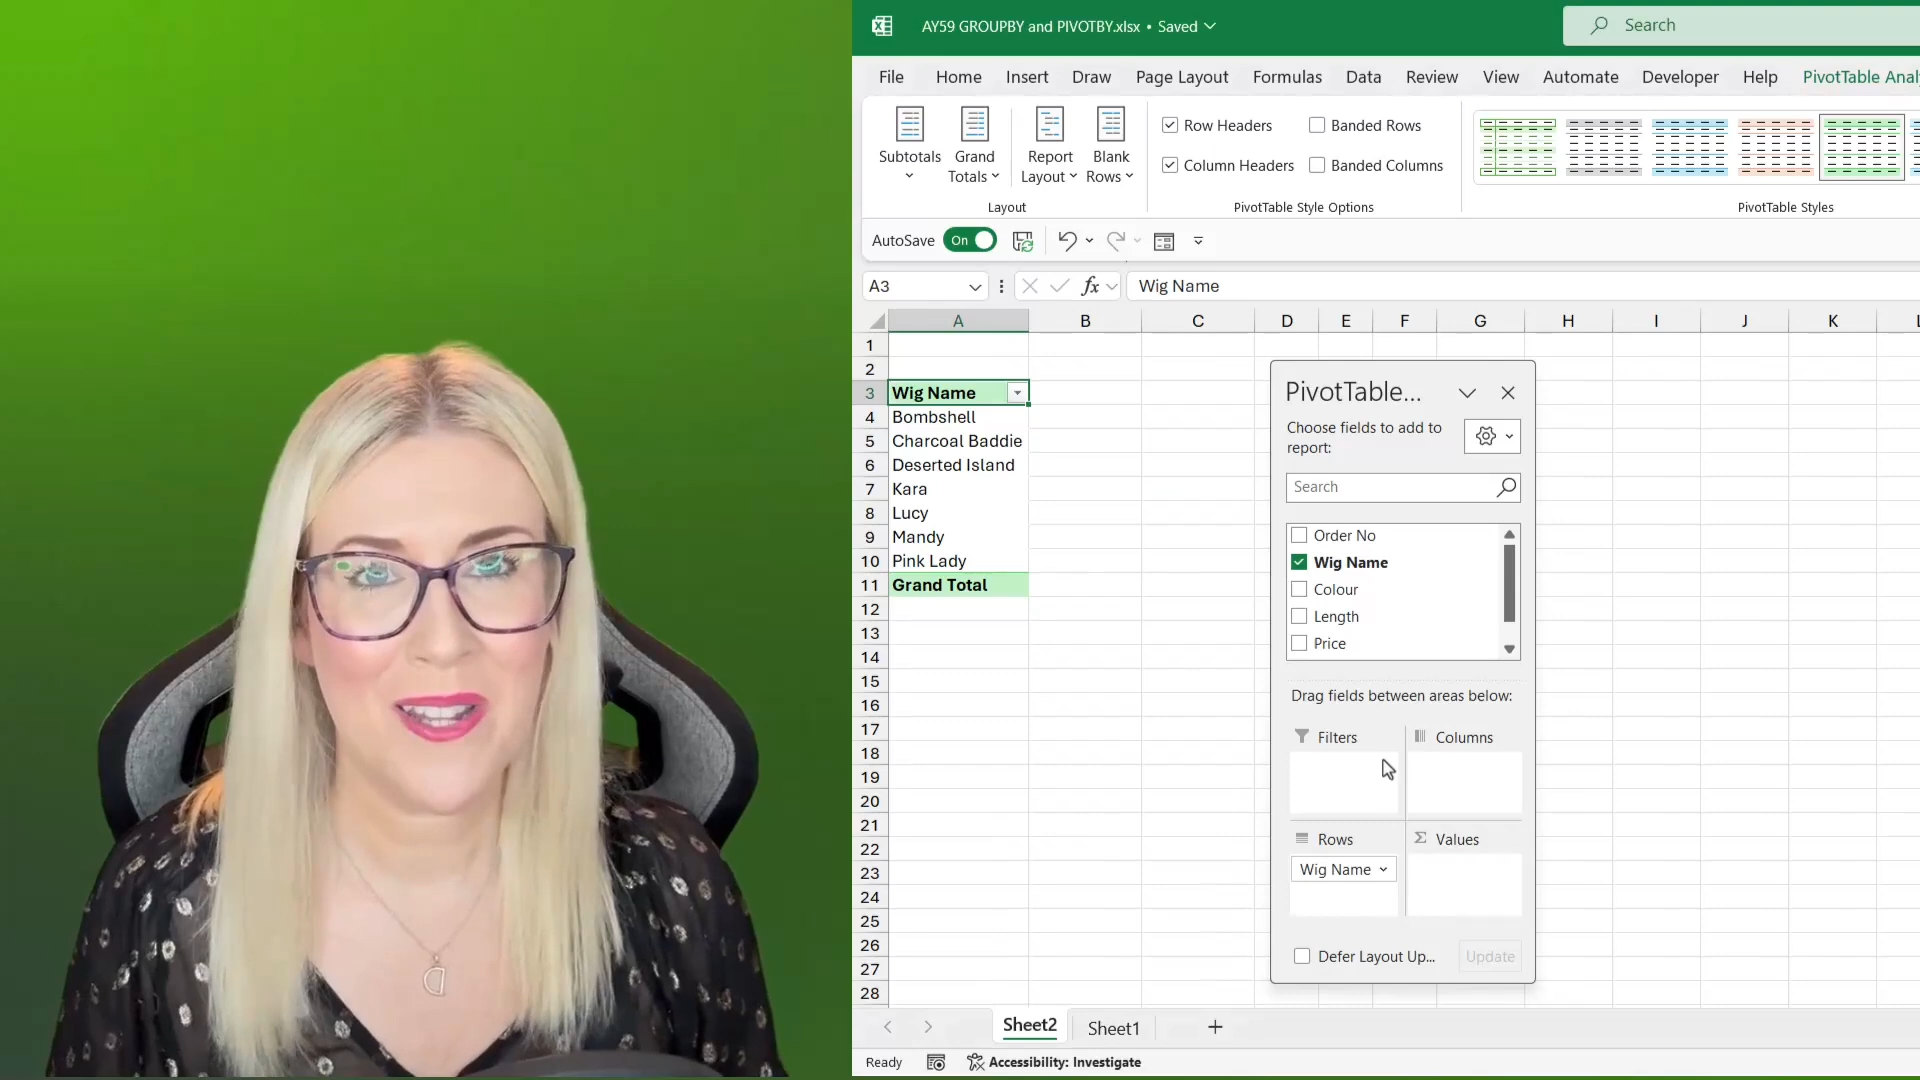 AY59 GROUPBY and PIVOTBY.xlsx • Saved
Search
File Home Insert Draw Page Layout Formulas Data Review View Automate Developer Help PivotTable
Subtotals
Grand Totals
Report Layout
Blank Rows
Layout
Row Headers
Banded Rows
Column Headers
Banded Columns
PivotTable Style Options
PivotTable Styles
AutoSave On
A3
fx
Wig Name
A B C D E F G H I J K
1
2
3 Wig Name
4 Bombshell
5 Charcoal Baddie
6 Deserted Island
7 Kara
8 Lucy
9 Mandy
10 Pink Lady
11 Grand Total
12
13
14
15
16
17
18
19
20
21
22
23
24
25
26
27
28
PivotTable...
Choose fields to add to
report:
Search
Order No
Wig Name
Colour
Length
Price
Drag fields between areas below:
Filters
Columns
Rows
Σ Values
Wig Name
Defer Layout Up...
Update
Sheet2 Sheet1
Ready
Accessibility: Investigate